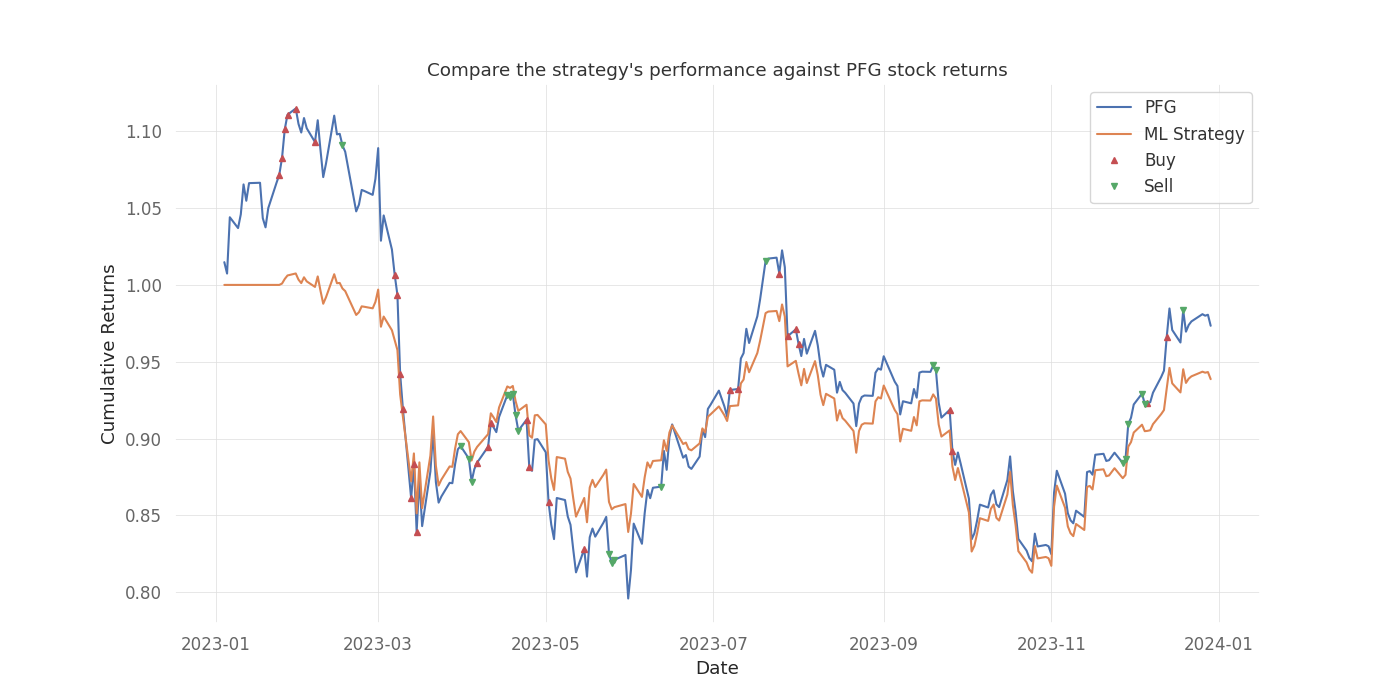 Compare the strategy's performance against PFG stock returns
PFG
ML Strategy
Buy
Sell
Cumulative Returns
1.10
1.05
1.00
0.95
0.90
0.85
0.80
2023-01
2023-03
2023-05
2023-07
2023-09
2023-11
2024-01
Date